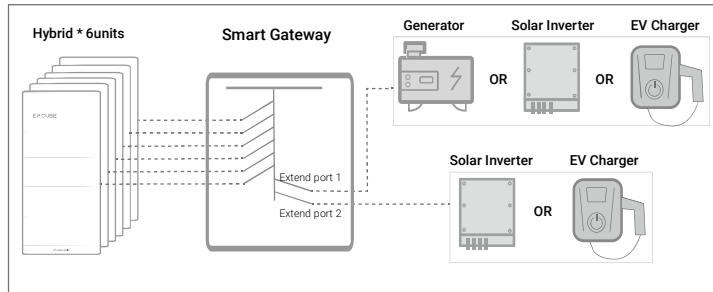 Hybrid * 6units
Smart Gateway
Generator
Solar Inverter
EV Charger
OR
OR
EP CUBE
Extend port 1
Extend port 2
Solar Inverter
EV Charger
OR